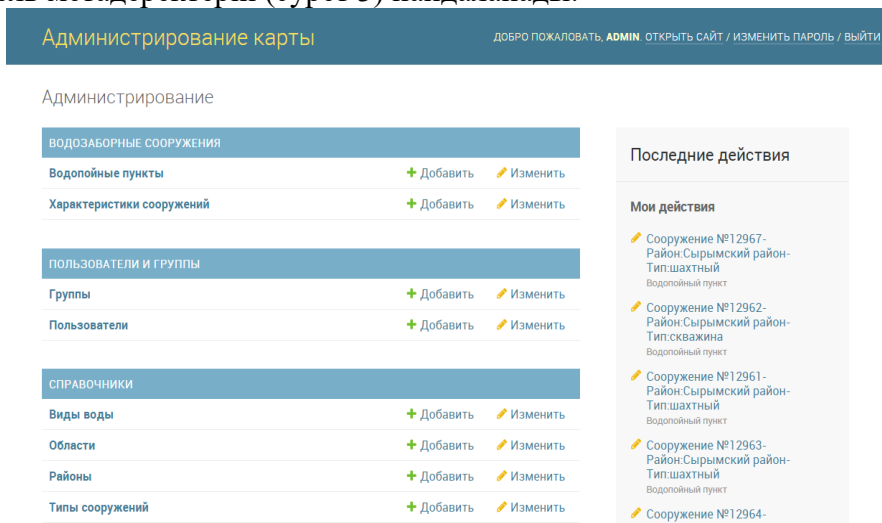 метадеректерін (сурет 3) пайдаланады.
Администрирование карты
ДОБРО ПОЖАЛОВАТЬ, ADMIN. ОТКРЫТЬ САЙТ / ИЗМЕНИТЬ ПАРОЛЬ / ВЫЙТИ
Администрирование
ВОДОЗАБОРНЫЕ СООРУЖЕНИЯ
Водопойные пункты + Добавить Изменить
Характеристики сооружений + Добавить Изменить
ПОЛЬЗОВАТЕЛИ И ГРУППЫ
Группы + Добавить Изменить
Пользователи + Добавить Изменить
СПРАВОЧНИКИ
Виды воды + Добавить Изменить
Области + Добавить Изменить
Районы + Добавить Изменить
Типы сооружений + Добавить Изменить
Последние действия
Мои действия
Сооружение №12967-
Район:Сырымский район-
Тип:шахтный
Водопойный пункт
Сооружение №12962-
Район:Сырымский район-
Тип:скважина
Водопойный пункт
Сооружение №12961-
Район:Сырымский район-
Тип:шахтный
Водопойный пункт
Сооружение №12963-
Район:Сырымский район-
Тип:шахтный
Водопойный пункт
Сооружение №12964-